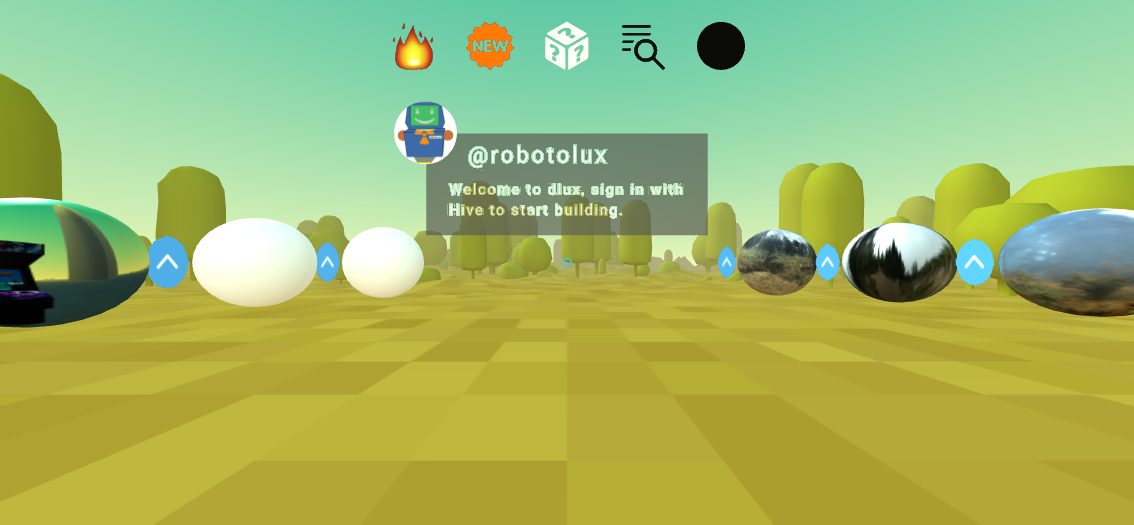 NEW
? ? ?
@robotolux
Welcome to dlux, sign in with
Hive to start building.